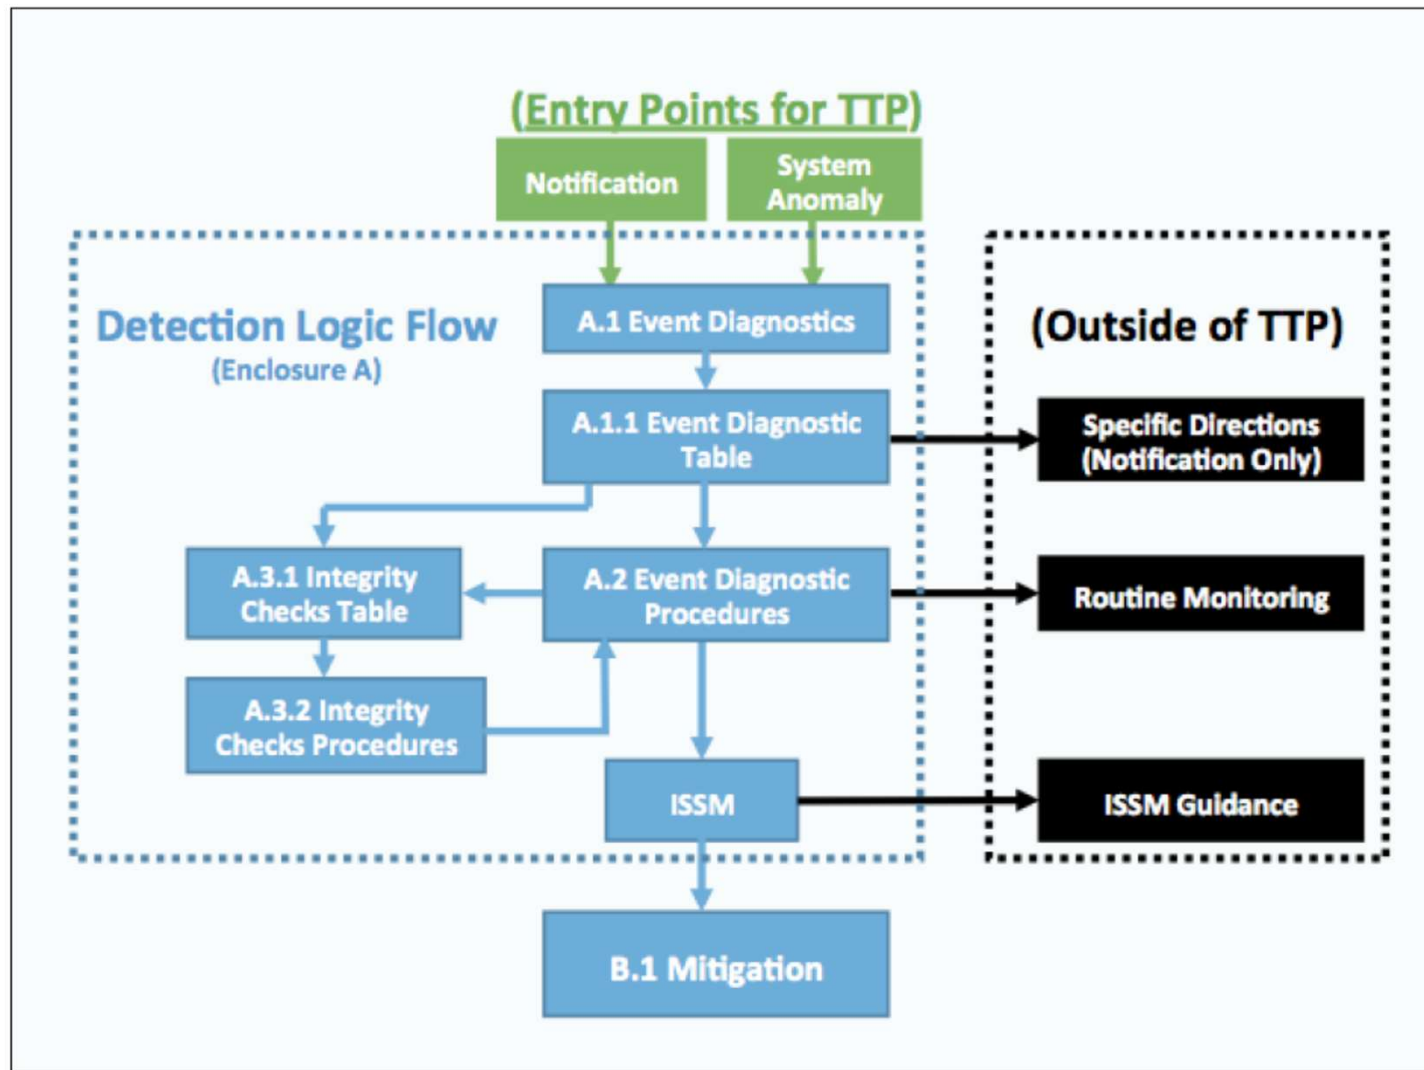 (Entry Points for TTP)
Notification
System
Anomaly
Detection Logic Flow
(Enclosure A)
A.1 Event Diagnostics
(Outside of TTP)
A.1.1 Event Diagnostic
Table
Specific Directions
(Notification Only)
A.3.1 Integrity
Checks Table
A.2 Event Diagnostic
Procedures
Routine Monitoring
A.3.2 Integrity
Checks Procedures
ISSM
ISSM Guidance
B.1 Mitigation